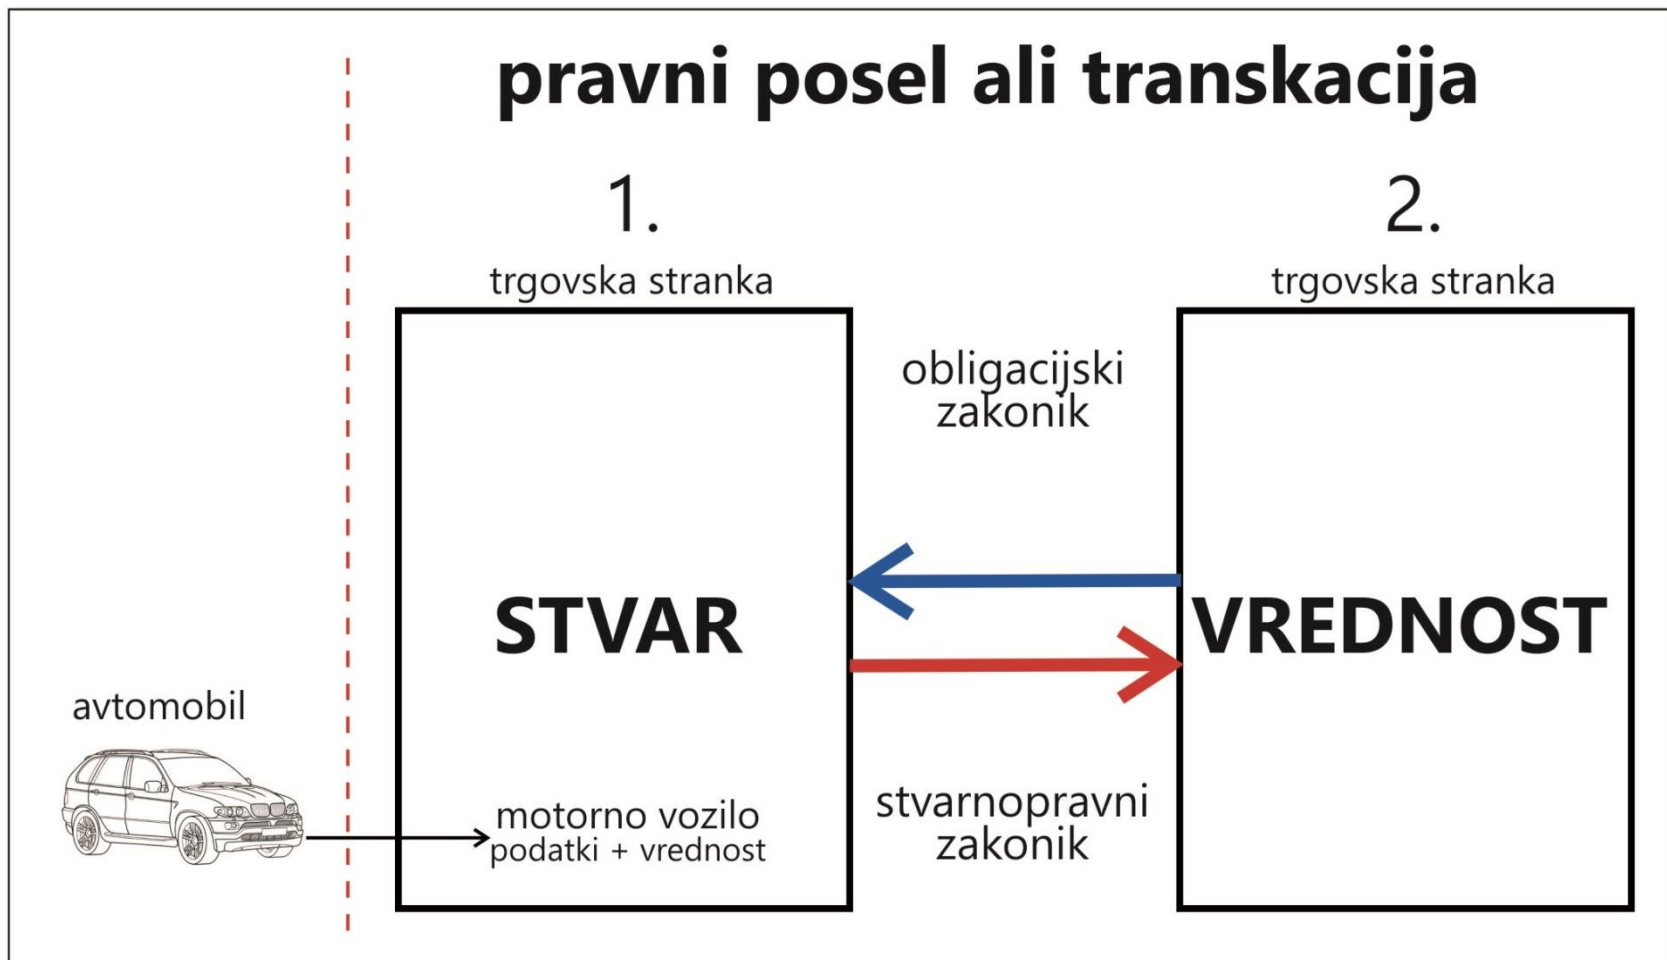 pravni posel ali transkacija
1.
trgovska stranka
2.
trgovska stranka
obligacijski
zakonik
STVAR
VREDNOST
avtomobil
motorno vozilo
podatki + vrednost
stvarnopravni
zakonik